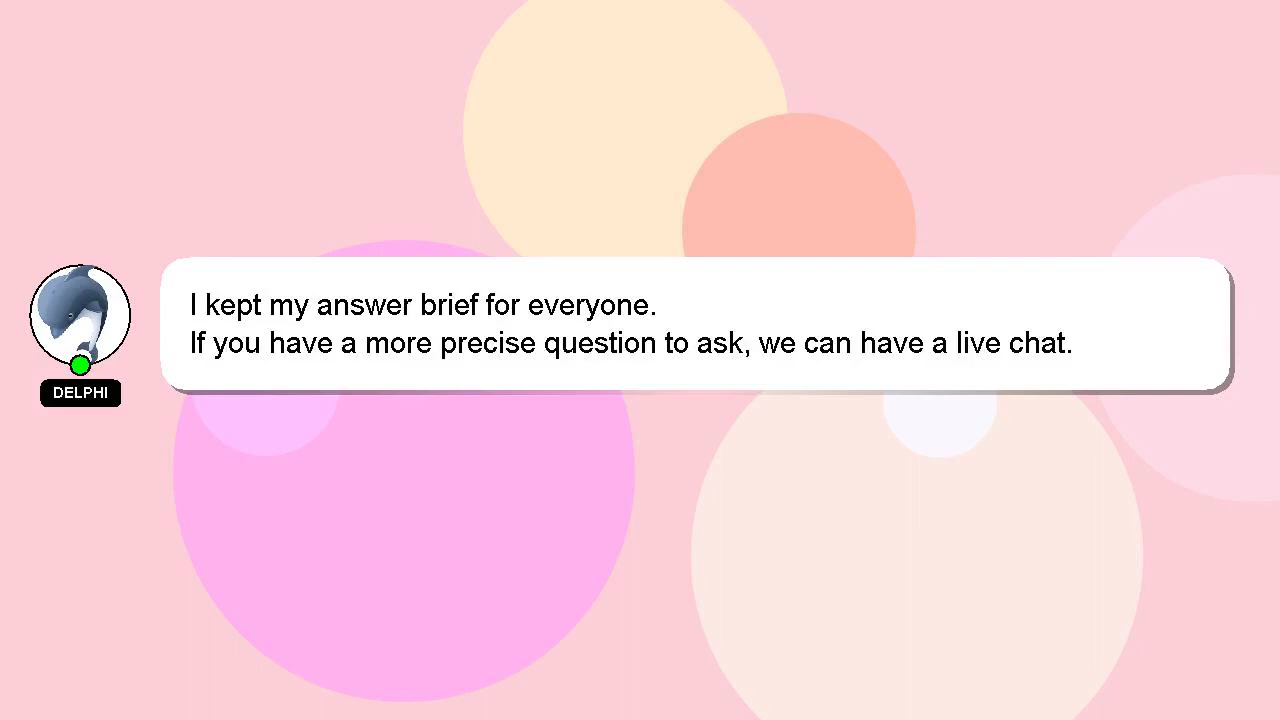 I kept my answer brief for everyone.
If you have a more precise question to ask, we can have a live chat.
DELPHI